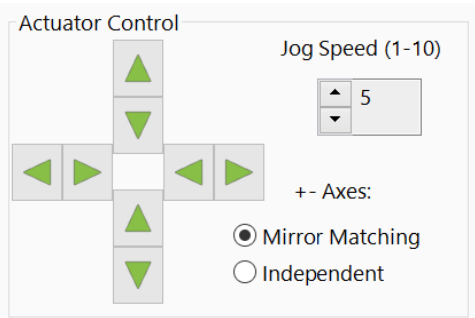 Actuator Control
Jog Speed (1-10)
5
+- Axes:
Mirror Matching
Independent